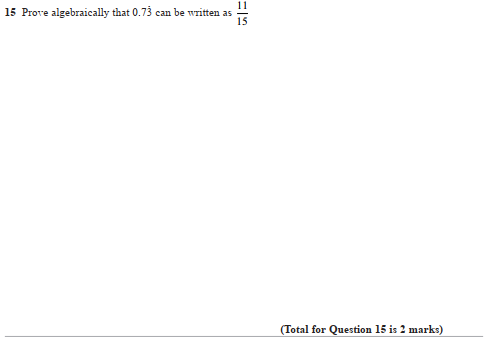 15 Prove algebraically that 0.73̇ can be written as 11/15
(Total for Question 15 is 2 marks)